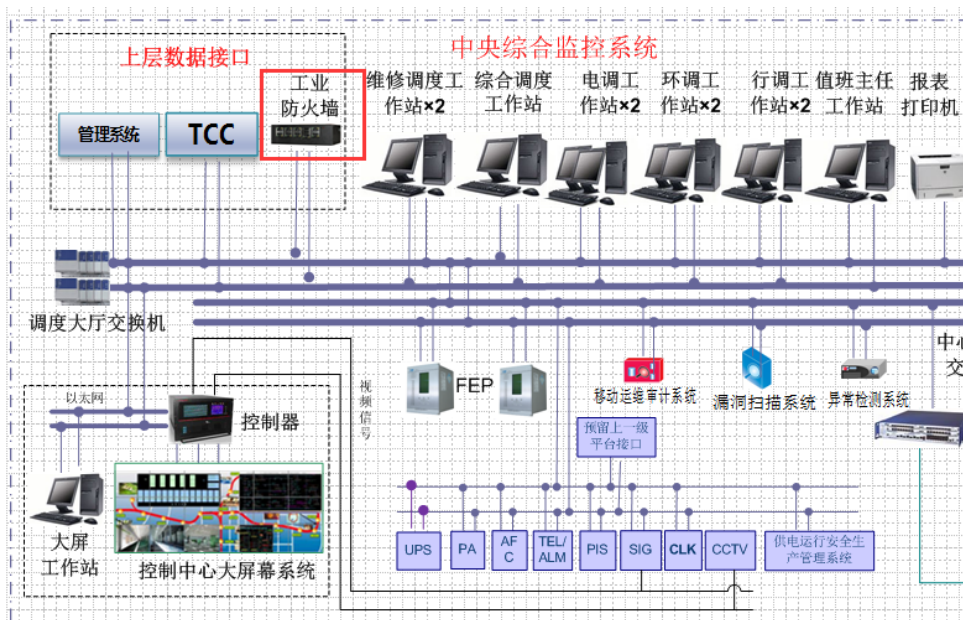 上层数据接口
中央综合监控系统
管理系统
TCC
工业
防火墙
维修调度工
作站×2
综合调度
工作站
电调工
作站×2
环调工
作站×2
行调工
作站×2
值班主任
工作站
报表
打印机
调度大厅交换机
以太网
控制器
大屏
工作站
控制中心大屏幕系统
视频信号
FEP
移动运维审计系统
漏洞扫描系统
异常检测系统
中心
交
预留上一级
平台接口
UPS
PA
AF
C
TEL/
ALM
PIS
SIG
CLK
CCTV
供电运行安全生
产管理系统